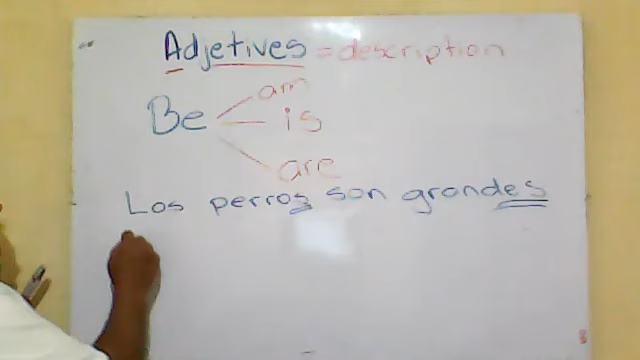 Adjetives = description
Be am
is
are
Los perros son grandes